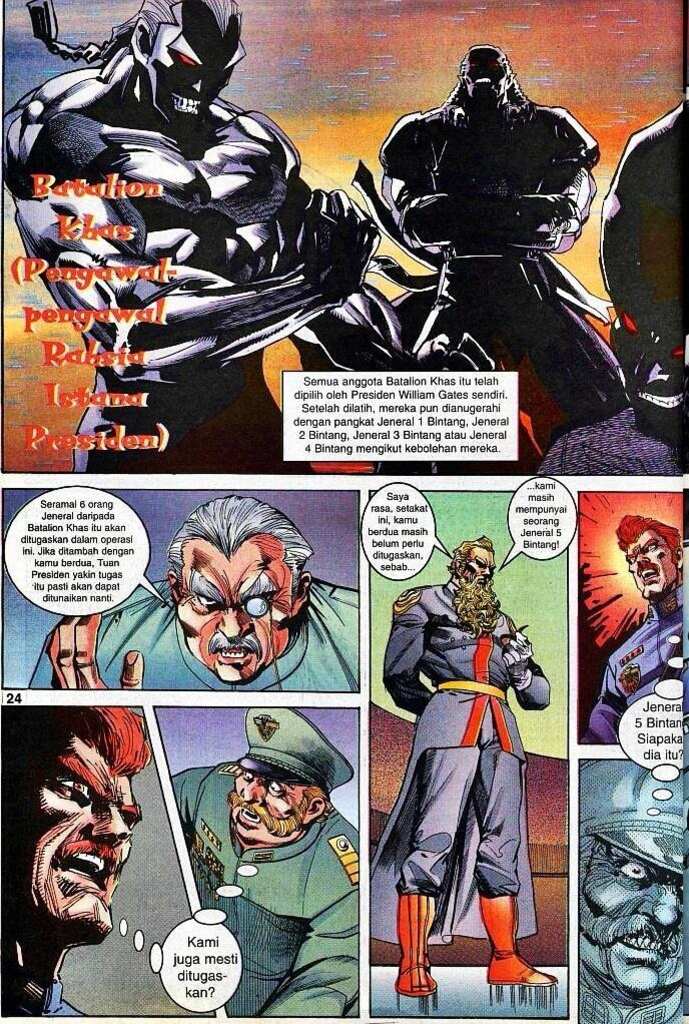 Batalion
Khas
(Pengawal-
pengawal
Rahsia
Istana
Presiden)
Semua anggota Batalion Khas itu telah
dipilih oleh Presiden William Gates sendiri.
Setelah dilatih, mereka pun dianugerahi
dengan pangkat Jeneral 1 Bintang, Jeneral
2 Bintang, Jeneral 3 Bintang atau Jeneral
4 Bintang mengikut kebolehan mereka.
Seramai 6 orang
Jeneral daripada
Batalion Khas itu akan
ditugaskan dalam operasi
ini. Jika ditambah dengan
kamu berdua, Tuan
Presiden yakin tugas
itu pasti akan dapat
ditunaikan nanti.
Saya
rasa, setakat
ini, kamu
berdua masih
belum perlu
ditugaskan,
sebab...
...kami
masih
mempunyai
seorang
Jeneral 5
Bintang!
Jenera
5 Bintan
Siapaka
dia itu?
24
Kami
juga mesti
ditugas-
kan?